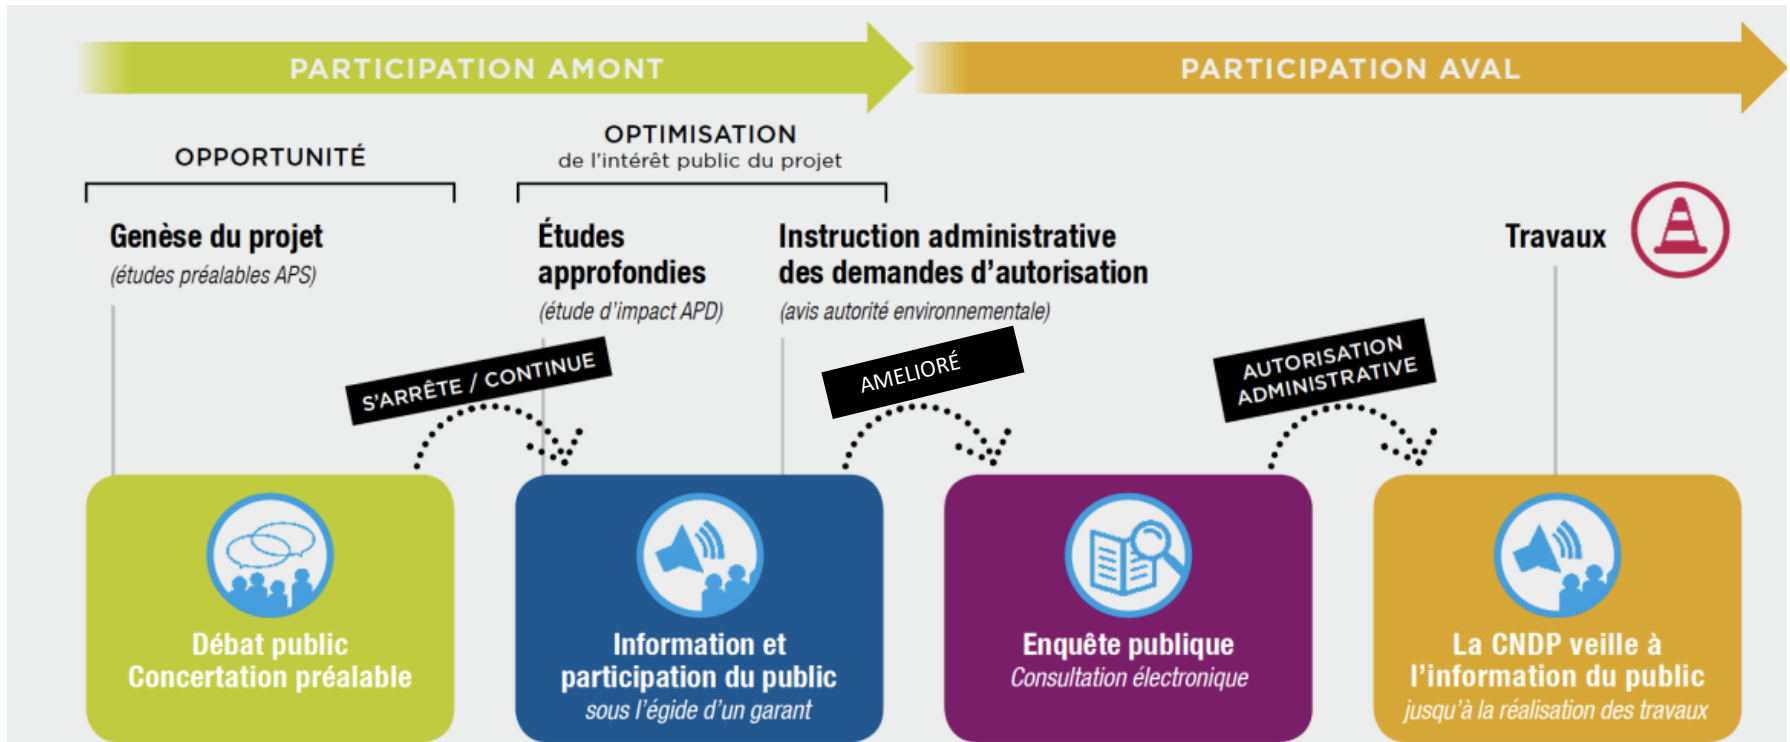 PARTICIPATION AMONT
PARTICIPATION AVAL
OPPORTUNITÉ
OPTIMISATION
de l'intérêt public du projet
Genèse du projet
(études préalables APS)
Études
approfondies
(étude d'impact APD)
Instruction administrative
des demandes d'autorisation
(avis autorité environnementale)
Travaux
S'ARRÊTE / CONTINUE
AMELIORÉ
AUTORISATION
ADMINISTRATIVE
Débat public
Concertation préalable
Information et
participation du public
sous l'égide d'un garant
Enquête publique
Consultation électronique
La CNDP veille à
l'information du public
jusqu'à la réalisation des travaux